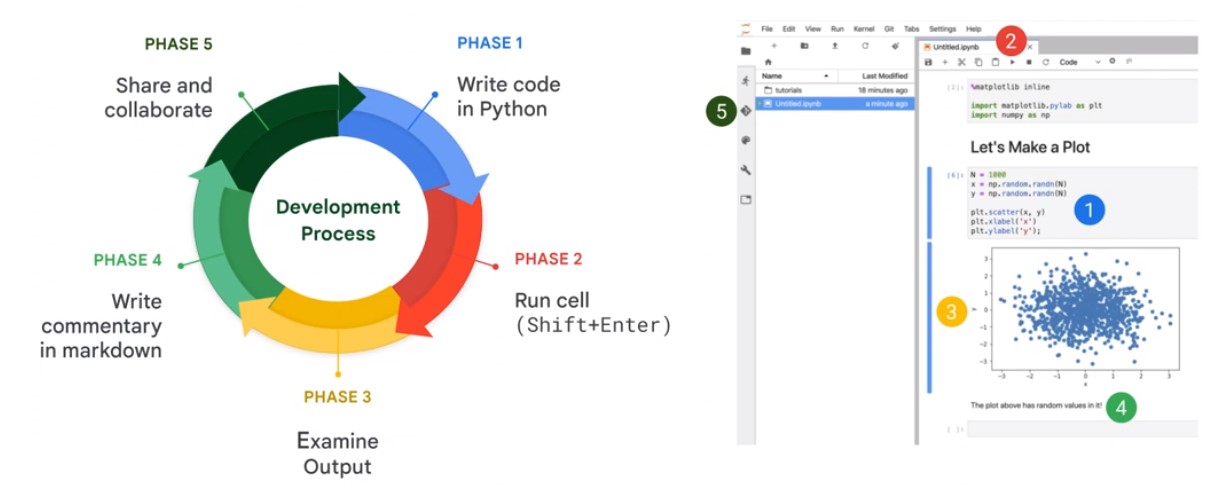 PHASE 5
Share and
collaborate
PHASE 1
Write code
in Python
Development
Process
PHASE 4
Write
commentary
in markdown
PHASE 2
Run cell
(Shift+Enter)
PHASE 3
Examine
Output
File Edit View Run Kernel Git Tabs Settings Help
2
Untitled.ipynb
Code
Name Last Modified
tutorials 18 minutes ago
Untitled.ipynb a minute ago
5
%matplotlib inline
import matplotlib.pylab as plt
import numpy as np
Let's Make a Plot
[6]: N = 1000
x = np.random.randn(N)
y = np.random.randn(N)
plt.scatter(x, y)
plt.xlabel('x')
plt.ylabel('y');
1
3
3
2
1
0
−1
−2
−3
y
−3 −2 −1 0 1 2 3
x
The plot above has random values in it!
4
[ ]: